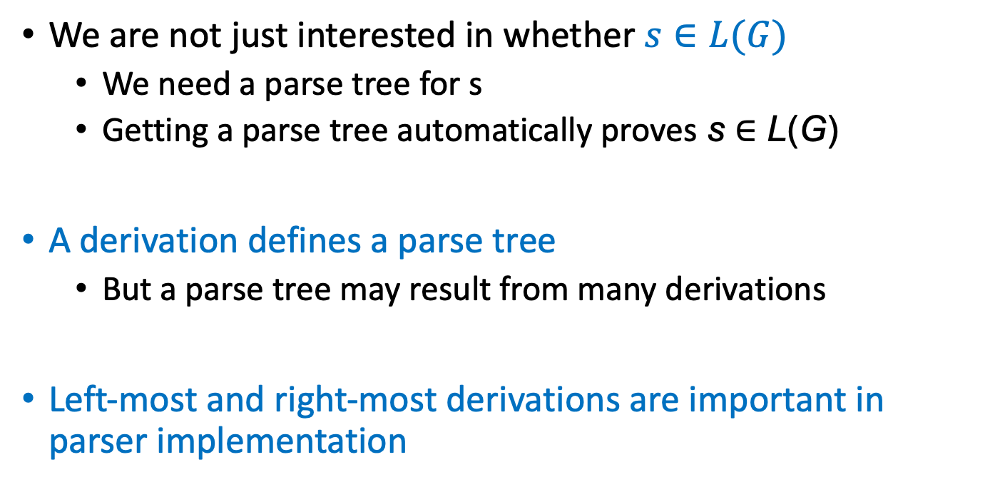 • We are not just interested in whether s ∈ L(G)
• We need a parse tree for s
• Getting a parse tree automatically proves s ∈ L(G)
• A derivation defines a parse tree
• But a parse tree may result from many derivations
• Left-most and right-most derivations are important in
parser implementation